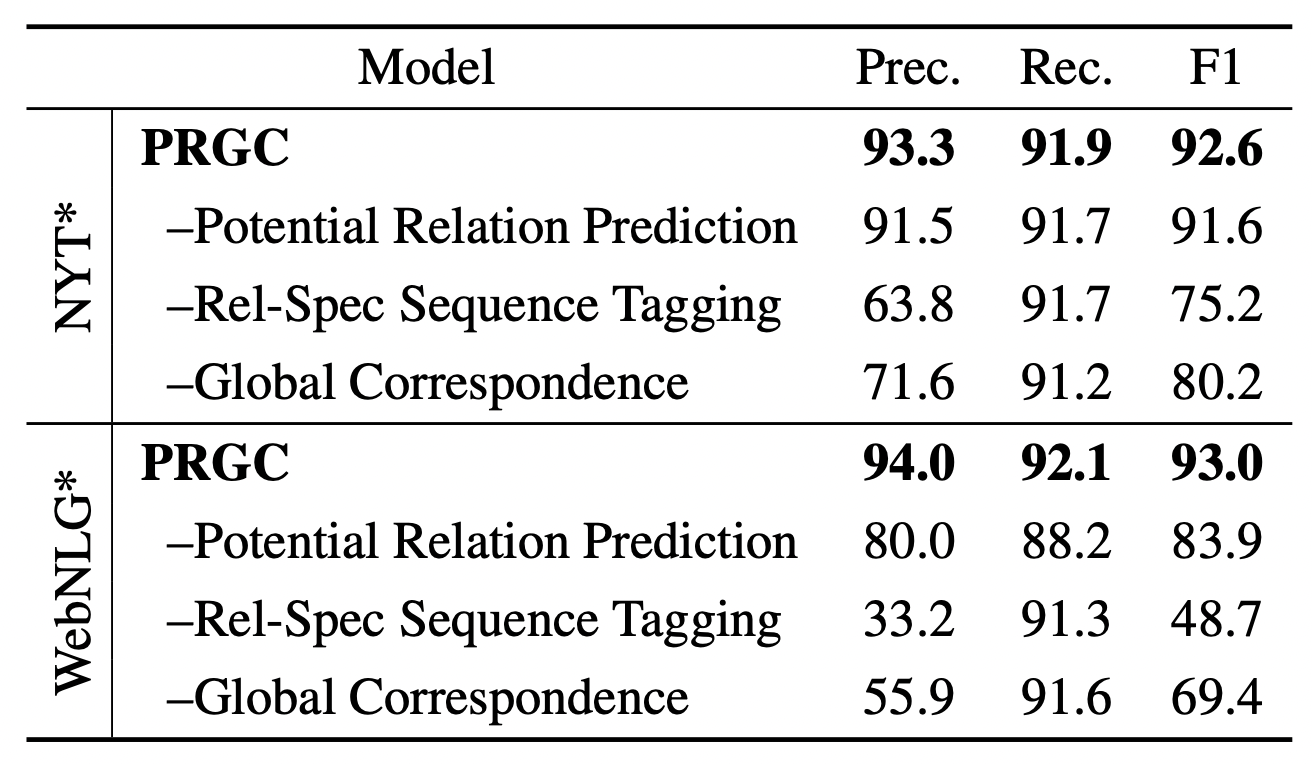 Model Prec. Rec. F1
NYT*
PRGC 93.3 91.9 92.6
–Potential Relation Prediction 91.5 91.7 91.6
–Rel-Spec Sequence Tagging 63.8 91.7 75.2
–Global Correspondence 71.6 91.2 80.2
WebNLG*
PRGC 94.0 92.1 93.0
–Potential Relation Prediction 80.0 88.2 83.9
–Rel-Spec Sequence Tagging 33.2 91.3 48.7
–Global Correspondence 55.9 91.6 69.4